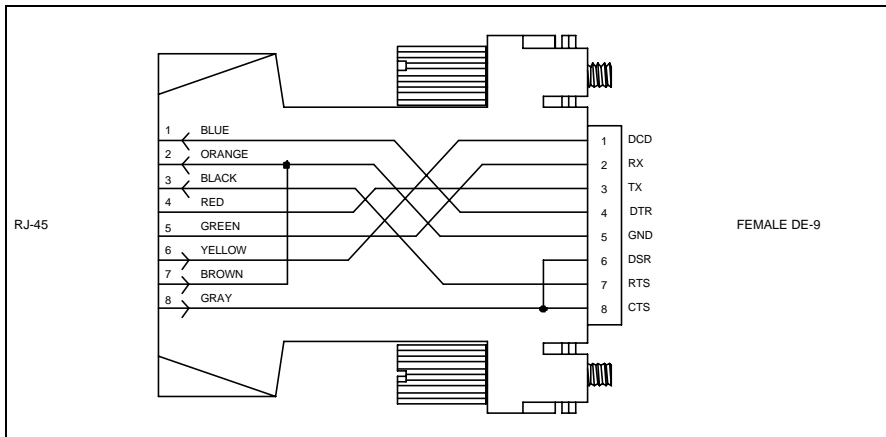 1 BLUE
2 ORANGE
3 BLACK
4 RED
5 GREEN
6 YELLOW
7 BROWN
8 GRAY
RJ-45
1 DCD
2 RX
3 TX
4 DTR
5 GND
6 DSR
7 RTS
8 CTS
FEMALE DE-9